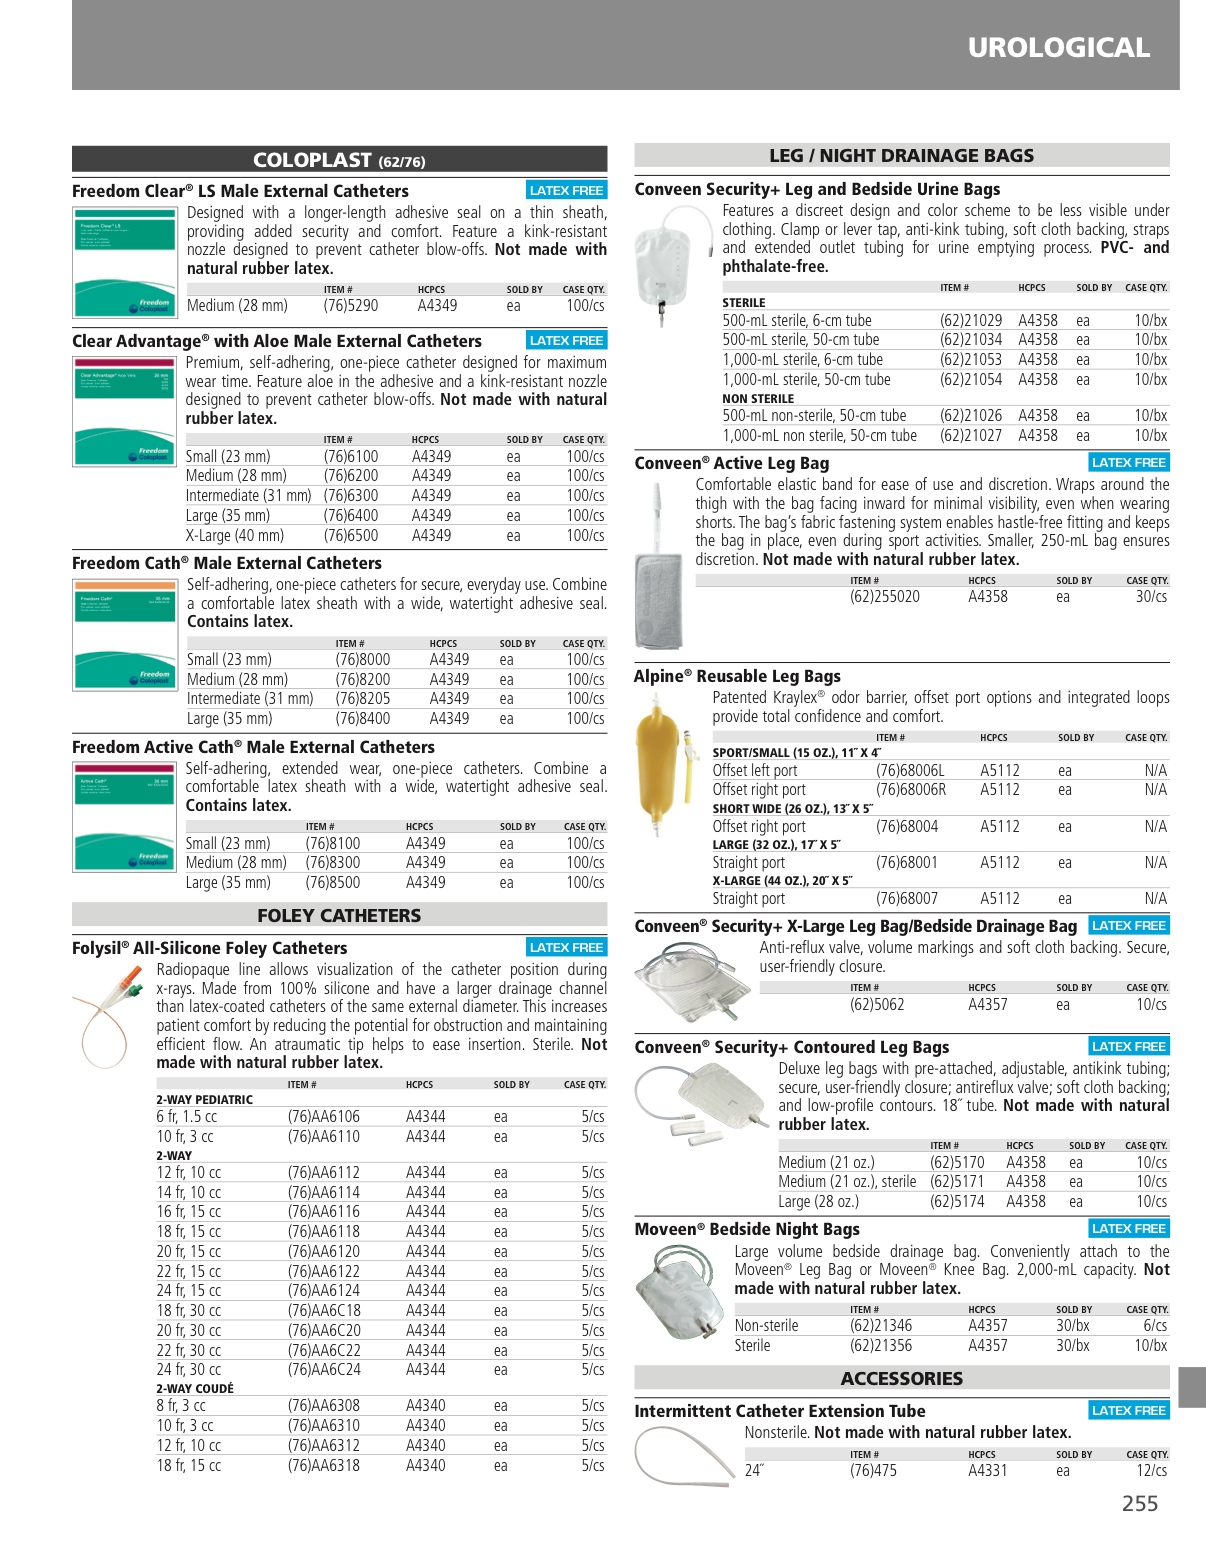 UROLOGICAL
COLOPLAST (62/76)
Freedom Clear® LS Male External Catheters LATEX FREE
Designed with a longer-length adhesive seal on a thin sheath,
providing added security and comfort. Feature a kink-resistant
nozzle designed to prevent catheter blow-offs. Not made with
natural rubber latex.
ITEM # HCPCS SOLD BY CASE QTY.
Medium (28 mm) (76)5290 A4349 ea 100/cs
Clear Advantage® with Aloe Male External Catheters LATEX FREE
Premium, self-adhering, one-piece catheter designed for maximum
wear time. Feature aloe in the adhesive and a kink-resistant nozzle
designed to prevent catheter blow-offs. Not made with natural
rubber latex.
ITEM # HCPCS SOLD BY CASE QTY.
Small (23 mm) (76)6100 A4349 ea 100/cs
Medium (28 mm) (76)6200 A4349 ea 100/cs
Intermediate (31 mm) (76)6300 A4349 ea 100/cs
Large (35 mm) (76)6400 A4349 ea 100/cs
X-Large (40 mm) (76)6500 A4349 ea 100/cs
Freedom Cath® Male External Catheters
Self-adhering, one-piece catheters for secure, everyday use. Combine
a comfortable latex sheath with a wide, watertight adhesive seal.
Contains latex.
ITEM # HCPCS SOLD BY CASE QTY.
Small (23 mm) (76)8000 A4349 ea 100/cs
Medium (28 mm) (76)8200 A4349 ea 100/cs
Intermediate (31 mm) (76)8205 A4349 ea 100/cs
Large (35 mm) (76)8400 A4349 ea 100/cs
Freedom Active Cath® Male External Catheters
Self-adhering, extended wear, one-piece catheters. Combine a
comfortable latex sheath with a wide, watertight adhesive seal.
Contains latex.
ITEM # HCPCS SOLD BY CASE QTY.
Small (23 mm) (76)8100 A4349 ea 100/cs
Medium (28 mm) (76)8300 A4349 ea 100/cs
Large (35 mm) (76)8500 A4349 ea 100/cs
FOLEY CATHETERS
Folysil® All-Silicone Foley Catheters LATEX FREE
Radiopaque line allows visualization of the catheter position during
x-rays. Made from 100% silicone and have a larger drainage channel
than latex-coated catheters of the same external diameter. This increases
patient comfort by reducing the potential for obstruction and maintaining
efficient flow. An atraumatic tip helps to ease insertion. Sterile. Not
made with natural rubber latex.
ITEM # HCPCS SOLD BY CASE QTY.
2-WAY PEDIATRIC
6 fr, 1.5 cc (76)AA6106 A4344 ea 5/cs
10 fr, 3 cc (76)AA6110 A4344 ea 5/cs
2-WAY
12 fr, 10 cc (76)AA6112 A4344 ea 5/cs
14 fr, 10 cc (76)AA6114 A4344 ea 5/cs
16 fr, 15 cc (76)AA6116 A4344 ea 5/cs
18 fr, 15 cc (76)AA6118 A4344 ea 5/cs
20 fr, 15 cc (76)AA6120 A4344 ea 5/cs
22 fr, 15 cc (76)AA6122 A4344 ea 5/cs
24 fr, 15 cc (76)AA6124 A4344 ea 5/cs
18 fr, 30 cc (76)AA6C18 A4344 ea 5/cs
20 fr, 30 cc (76)AA6C20 A4344 ea 5/cs
22 fr, 30 cc (76)AA6C22 A4344 ea 5/cs
24 fr, 30 cc (76)AA6C24 A4344 ea 5/cs
2-WAY COUDÉ
8 fr, 3 cc (76)AA6308 A4340 ea 5/cs
10 fr, 3 cc (76)AA6310 A4340 ea 5/cs
12 fr, 10 cc (76)AA6312 A4340 ea 5/cs
18 fr, 15 cc (76)AA6318 A4340 ea 5/cs
LEG / NIGHT DRAINAGE BAGS
Conveen Security+ Leg and Bedside Urine Bags
Features a discreet design and color scheme to be less visible under
clothing. Clamp or lever tap, anti-kink tubing, soft cloth backing, straps
and extended outlet tubing for urine emptying process. PVC- and
phthalate-free.
ITEM # HCPCS SOLD BY CASE QTY.
STERILE
500-mL sterile, 6-cm tube (62)21029 A4358 ea 10/bx
500-mL sterile, 50-cm tube (62)21034 A4358 ea 10/bx
1,000-mL sterile, 6-cm tube (62)21053 A4358 ea 10/bx
1,000-mL sterile, 50-cm tube (62)21054 A4358 ea 10/bx
NON STERILE
500-mL non-sterile, 50-cm tube (62)21026 A4358 ea 10/bx
1,000-mL non sterile, 50-cm tube (62)21027 A4358 ea 10/bx
Conveen® Active Leg Bag LATEX FREE
Comfortable elastic band for ease of use and discretion. Wraps around the
thigh with the bag facing inward for minimal visibility, even when wearing
shorts. The bag's fabric fastening system enables hastle-free fitting and keeps
the bag in place, even during sport activities. Smaller, 250-mL bag ensures
discretion. Not made with natural rubber latex.
ITEM # HCPCS SOLD BY CASE QTY.
(62)255020 A4358 ea 30/cs
Alpine® Reusable Leg Bags
Patented Kraylex® odor barrier, offset port options and integrated loops
provide total confidence and comfort.
ITEM # HCPCS SOLD BY CASE QTY.
SPORT/SMALL (15 OZ.), 11˝ X 4˝
Offset left port (76)68006L A5112 ea N/A
Offset right port (76)68006R A5112 ea N/A
SHORT WIDE (26 OZ.), 13˝ X 5˝
Offset right port (76)68004 A5112 ea N/A
LARGE (32 OZ.), 17˝ X 5˝
Straight port (76)68001 A5112 ea N/A
X-LARGE (44 OZ.), 20˝ X 5˝
Straight port (76)68007 A5112 ea N/A
Conveen® Security+ X-Large Leg Bag/Bedside Drainage Bag LATEX FREE
Anti-reflux valve, volume markings and soft cloth backing. Secure,
user-friendly closure.
ITEM # HCPCS SOLD BY CASE QTY.
(62)5062 A4357 ea 10/cs
Conveen® Security+ Contoured Leg Bags LATEX FREE
Deluxe leg bags with pre-attached, adjustable, antikink tubing;
secure, user-friendly closure; antireflux valve; soft cloth backing;
and low-profile contours. 18˝ tube. Not made with natural
rubber latex.
ITEM # HCPCS SOLD BY CASE QTY.
Medium (21 oz.) (62)5170 A4358 ea 10/cs
Medium (21 oz.), sterile (62)5171 A4358 ea 10/cs
Large (28 oz.) (62)5174 A4358 ea 10/cs
Moveen® Bedside Night Bags LATEX FREE
Large volume bedside drainage bag. Conveniently attach to the
Moveen® Leg Bag or Moveen® Knee Bag. 2,000-mL capacity. Not
made with natural rubber latex.
ITEM # HCPCS SOLD BY CASE QTY.
Non-sterile (62)21346 A4357 30/bx 6/cs
Sterile (62)21356 A4357 30/bx 10/bx
ACCESSORIES
Intermittent Catheter Extension Tube LATEX FREE
Nonsterile. Not made with natural rubber latex.
ITEM # HCPCS SOLD BY CASE QTY.
24˝ (76)475 A4331 ea 12/cs
255